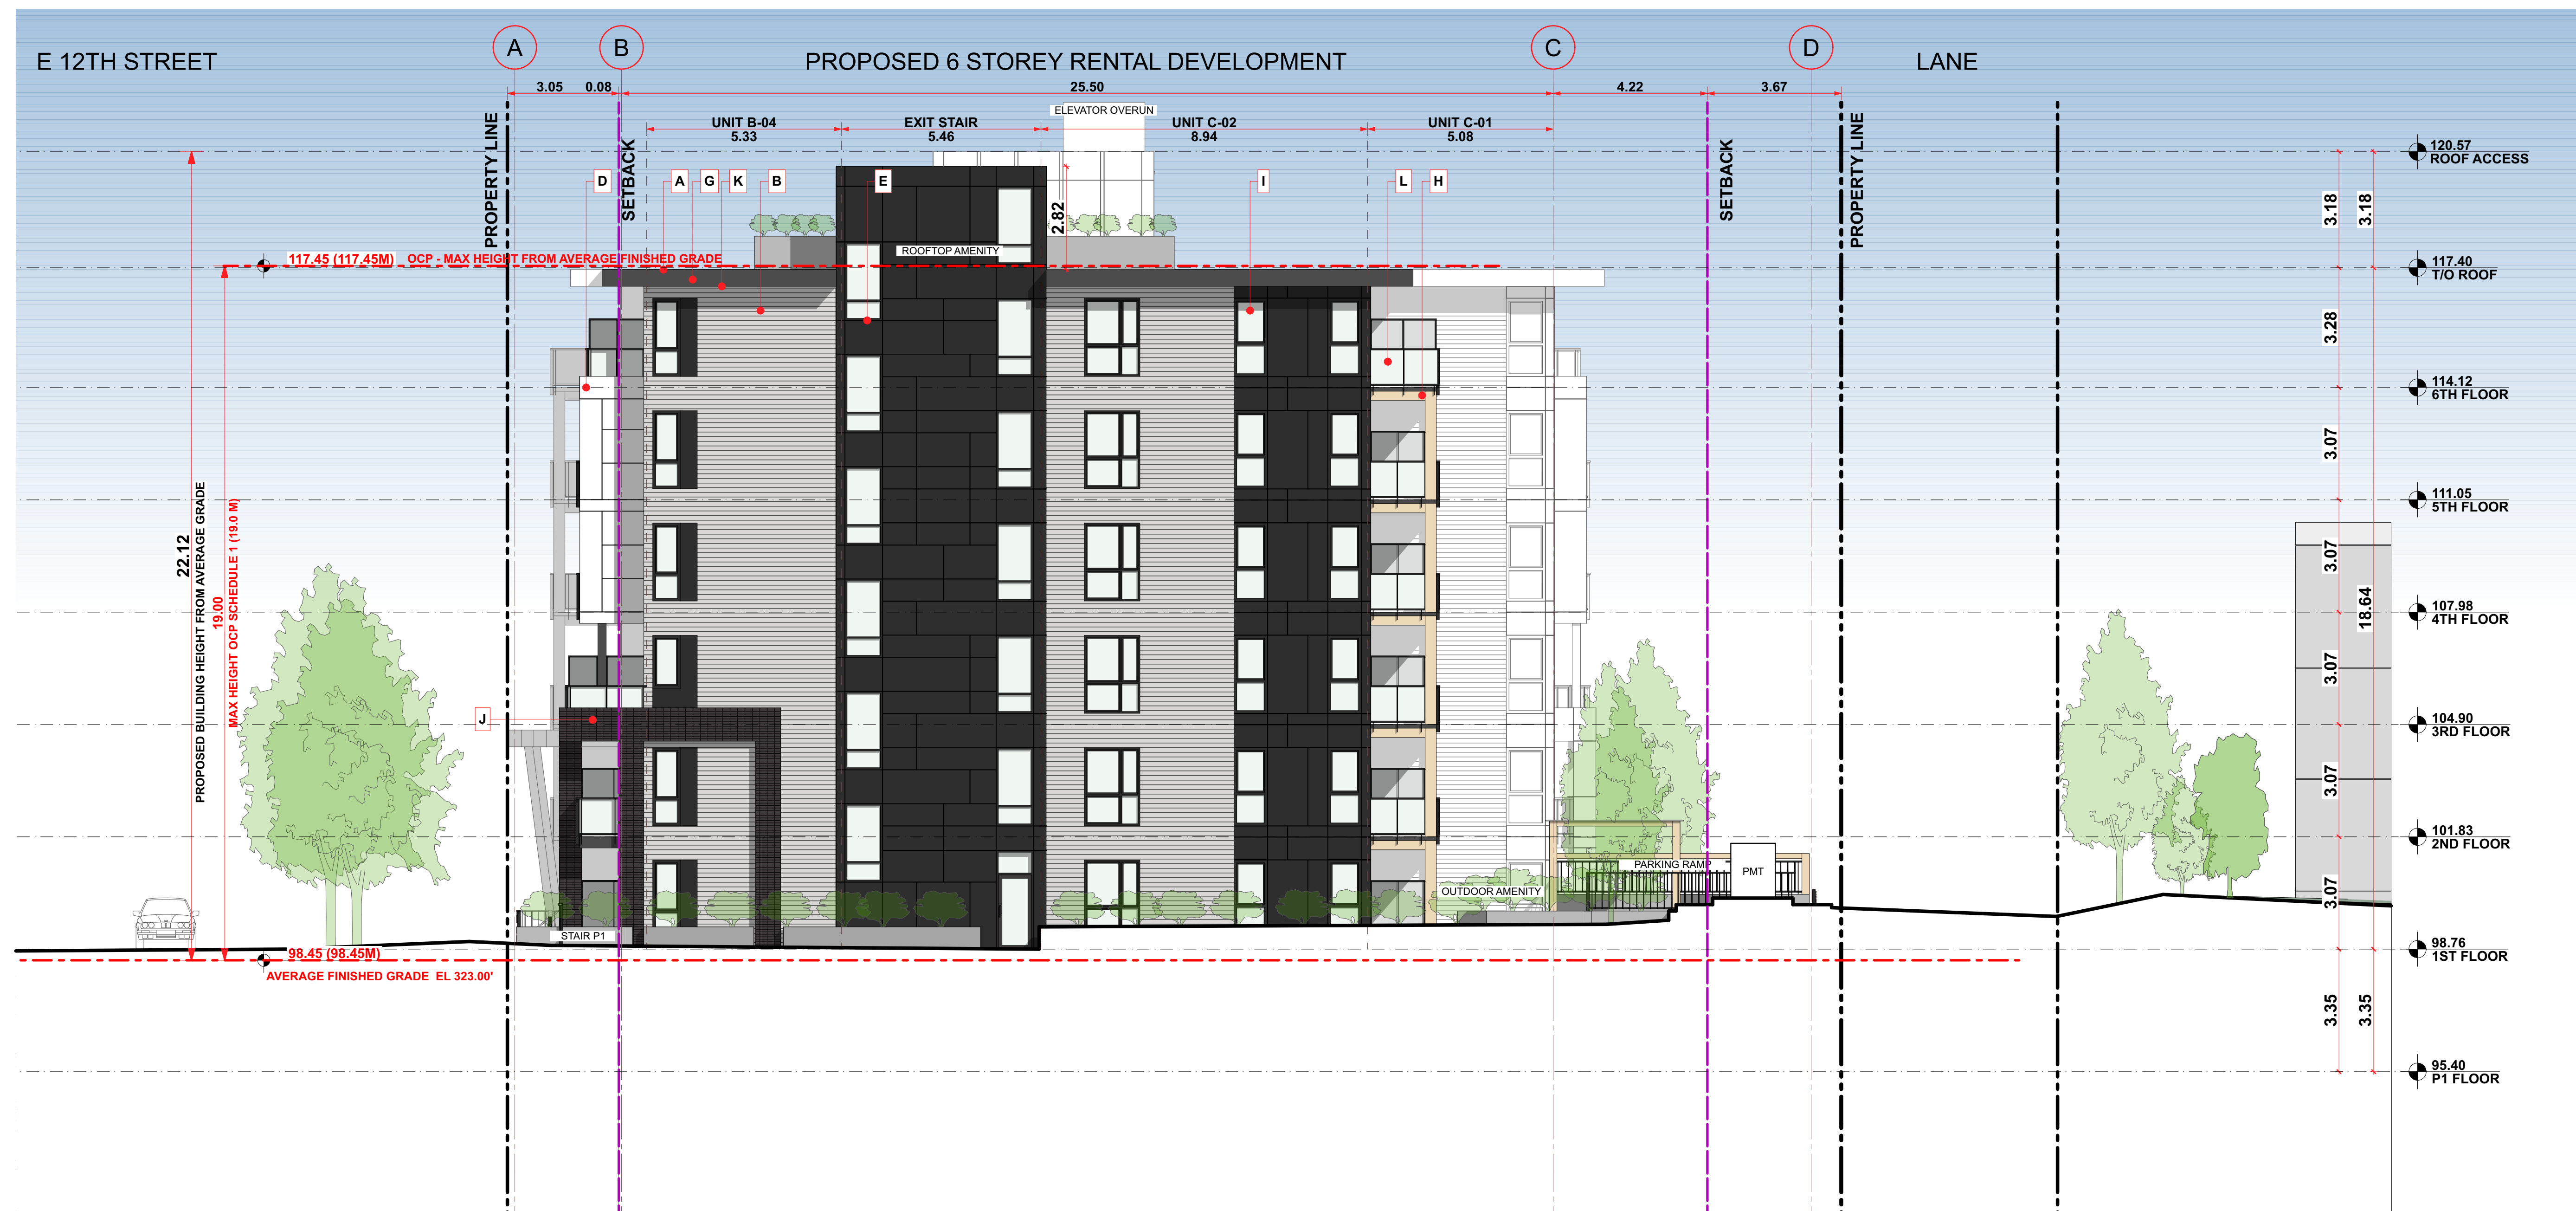 E 12TH STREET
A
B
PROPOSED 6 STOREY RENTAL DEVELOPMENT
C
D
LANE
3.05
0.08
25.50
4.22
3.67
ELEVATOR OVERUN
UNIT B-04
5.33
EXIT STAIR
5.46
UNIT C-02
8.94
UNIT C-01
5.08
PROPERTY LINE
SETBACK
SETBACK
PROPERTY LINE
D
A
G
K
B
E
I
L
H
2.82
ROOFTOP AMENITY
117.45 (117.45M)
OCP - MAX HEIGHT FROM AVERAGE FINISHED GRADE
22.12
PROPOSED BUILDING HEIGHT FROM AVERAGE GRADE
19.00
MAX HEIGHT OCP SCHEDULE 1 (19.0 M)
J
STAIR P1
98.45 (98.45M)
AVERAGE FINISHED GRADE EL 323.00'
OUTDOOR AMENITY
PARKING RAMP
PMT
3.18
3.18
3.28
3.07
3.07
18.64
3.07
3.07
3.07
3.35
3.35
120.57
ROOF ACCESS
117.40
T/O ROOF
114.12
6TH FLOOR
111.05
5TH FLOOR
107.98
4TH FLOOR
104.90
3RD FLOOR
101.83
2ND FLOOR
98.76
1ST FLOOR
95.40
P1 FLOOR